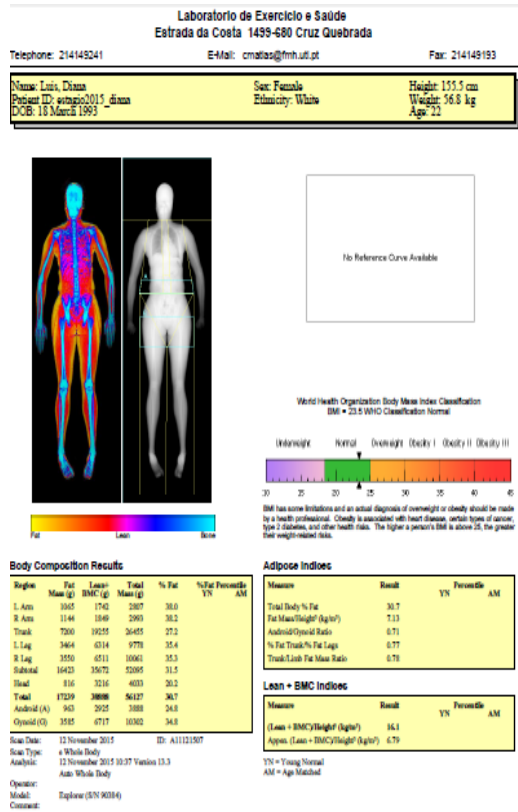 Laboratorio de Exercicio e Saúde
Estrada da Costa 1499-680 Cruz Quebrada
Telephone: 214149241 E-Mail: cmatias@fmh.utl.pt Fax: 214149193
Name: Luis, Diana Sex: Female Height: 155.5 cm
Patient ID: estagio2015_diana Ethnicity: White Weight: 56.8 kg
DOB: 18 March 1993 Age: 22
No Reference Curve Available
World Health Organization Body Mass Index Classification
BMI = 23.5 WHO Classification Normal
Underweight Normal Overweight Obesity I Obesity II Obesity III
20 25 20 25 30 35 40 45
BMI has some limitations and an actual diagnosis of overweight or obesity should be made
by a health professional. Obesity is associated with heart disease, certain types of cancer,
type 2 diabetes, and other health risks. The higher a person's BMI is above 25, the greater
their weight-related risks.
Fat Lean Bone
Body Composition Results
Region Fat Mass (g) Lean+ BMC (g) Total Mass (g) % Fat %Fat Percentile YN AM
L Arm 1065 1742 2807 38.0
R Arm 1144 1849 2993 38.2
Trunk 7200 19255 26455 27.2
L Leg 3464 6314 9778 35.4
R Leg 3550 6511 10061 35.3
Subtotal 16423 35672 52095 31.5
Head 816 3216 4033 20.2
Total 17239 38888 56127 30.7
Android (A) 963 2925 3888 24.8
Gynoid (G) 3585 6717 10302 34.8
Scan Date: 12 November 2015 ID: A11121507
Scan Type: e Whole Body
Analysis: 12 November 2015 10:37 Version 13.3
Auto Whole Body
Operator:
Model: Explorer (S/N 90384)
Comment:
Adipose Indices
Measure Result Percentile YN AM
Total Body % Fat 30.7
Fat Mass/Height² (kg/m²) 7.13
Android/Gynoid Ratio 0.71
% Fat Trunk/% Fat Legs 0.77
Trunk/Limb Fat Mass Ratio 0.78
Lean + BMC Indices
Measure Result Percentile YN AM
(Lean + BMC)/Height² (kg/m²) 16.1
Appen. (Lean + BMC)/Height² (kg/m²) 6.79
YN = Young Normal
AM = Age Matched